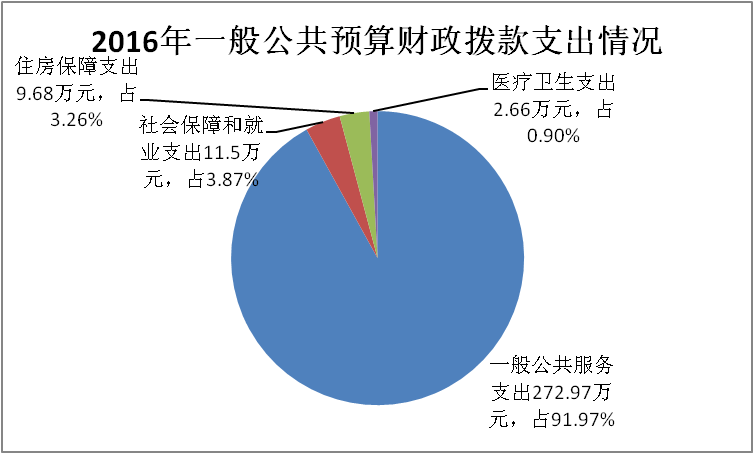 2016年一般公共预算财政拨款支出情况
住房保障支出
9.68万元，占
3.26%
社会保障和就
业支出11.5万
元，占3.87%
医疗卫生支出
2.66万元，占
0.90%
一般公共服务
支出272.97万
元，占91.97%